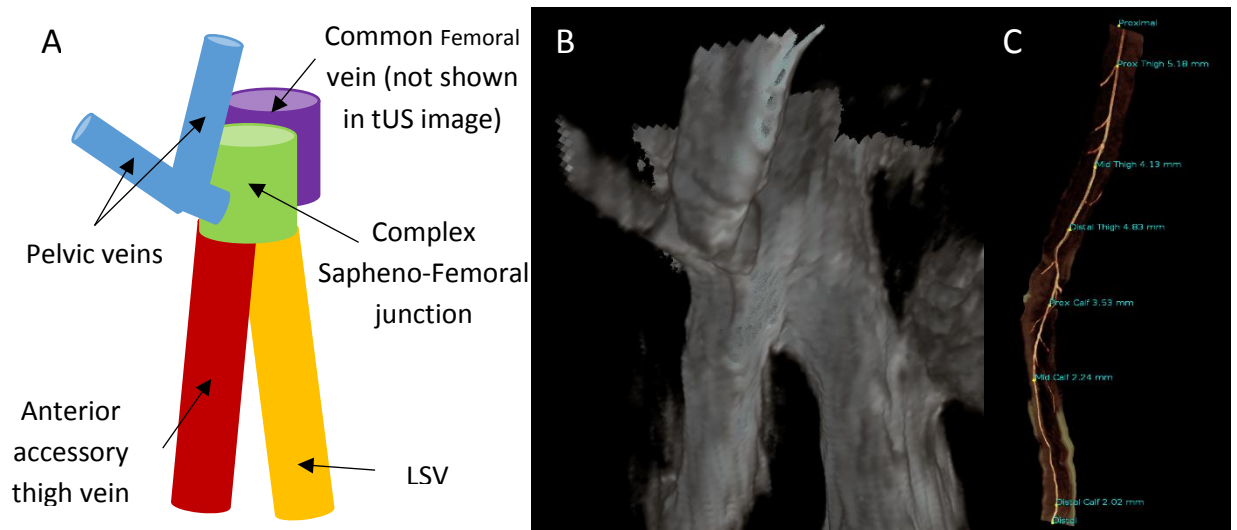 A
Common Femoral
vein (not shown
in tUS image)
Pelvic veins
Complex
Sapheno-Femoral
junction
Anterior
accessory
thigh vein
LSV
B
C
Proximal
Prox Thigh 5.18 mm
Mid Thigh 4.13 mm
Distal Thigh 4.83 mm
Prox Calf 3.53 mm
Mid Calf 2.24 mm
Distal Calf 2.02 mm
Distal